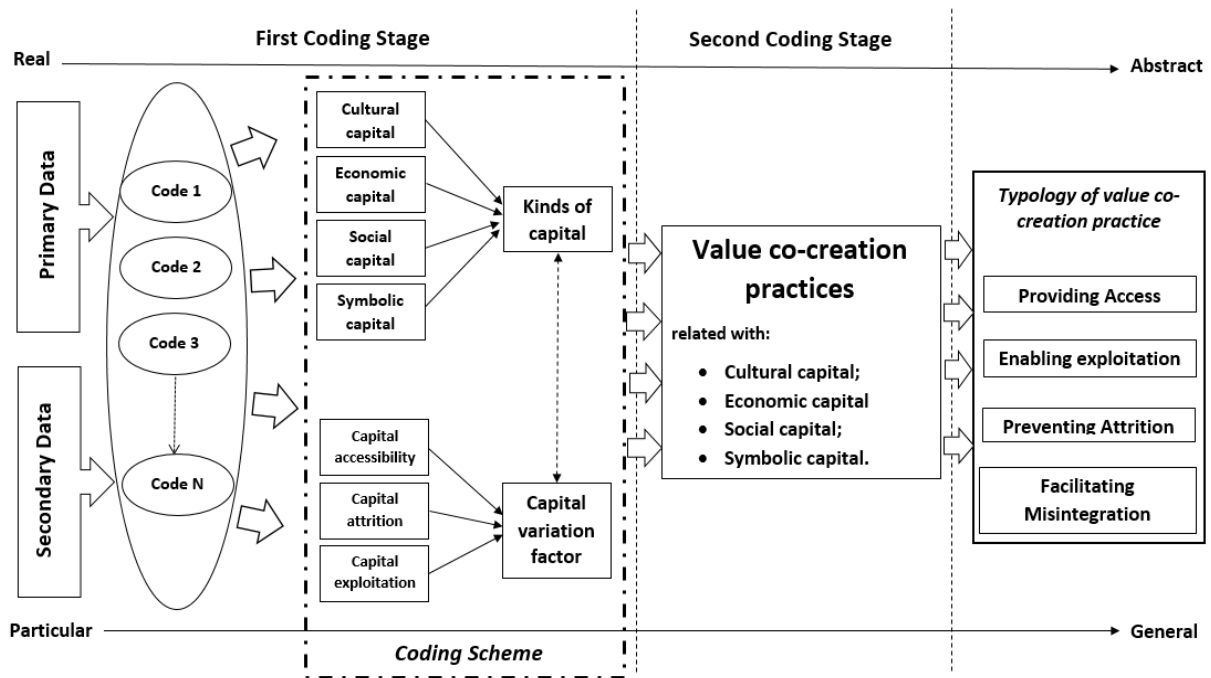 First Coding Stage
Second Coding Stage
Real
Abstract
Primary Data
Secondary Data
Code 1
Code 2
Code 3
Code N
Cultural
capital
Economic
capital
Social
capital
Symbolic
capital
Kinds of
capital
Capital
accessibility
Capital
attrition
Capital
exploitation
Capital
variation
factor
Coding Scheme
Value co-creation
practices
related with:
• Cultural capital;
• Economic capital
• Social capital;
• Symbolic capital.
Typology of value co-
creation practice
Providing Access
Enabling exploitation
Preventing Attrition
Facilitating
Misintegration
Particular
General